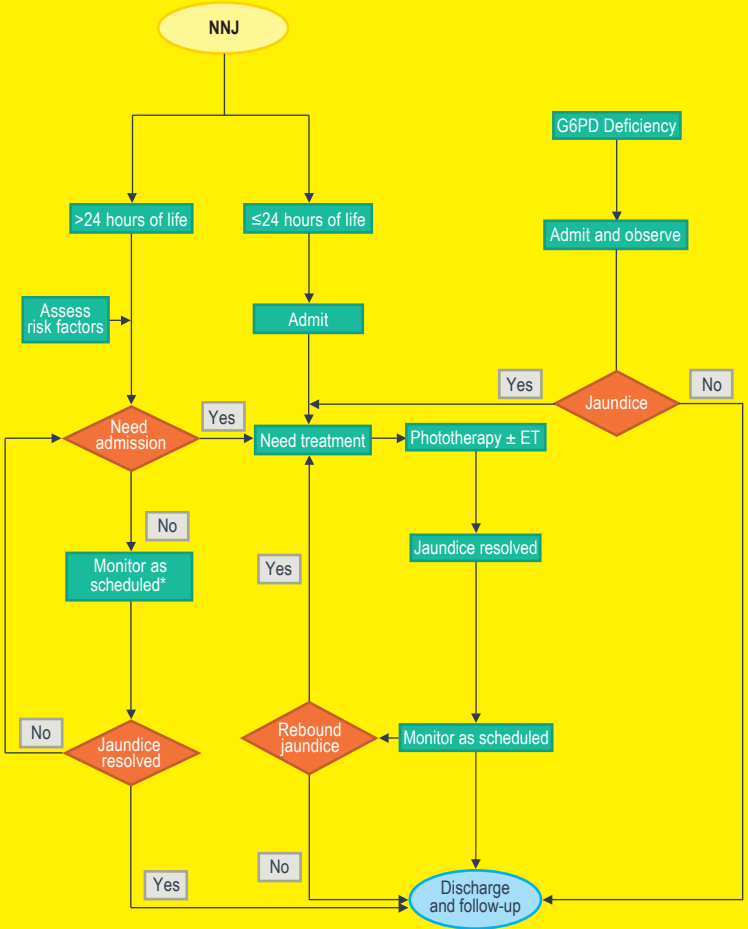 NNJ
G6PD Deficiency
>24 hours of life
≤24 hours of life
Admit and observe
Assess
risk factors
Admit
Yes
No
Jaundice
Need
admission
Yes
Need treatment
Phototherapy ± ET
No
Jaundice resolved
Monitor as
scheduled*
Yes
No
Jaundice
resolved
Rebound
jaundice
Monitor as scheduled
No
Yes
Discharge
and follow-up